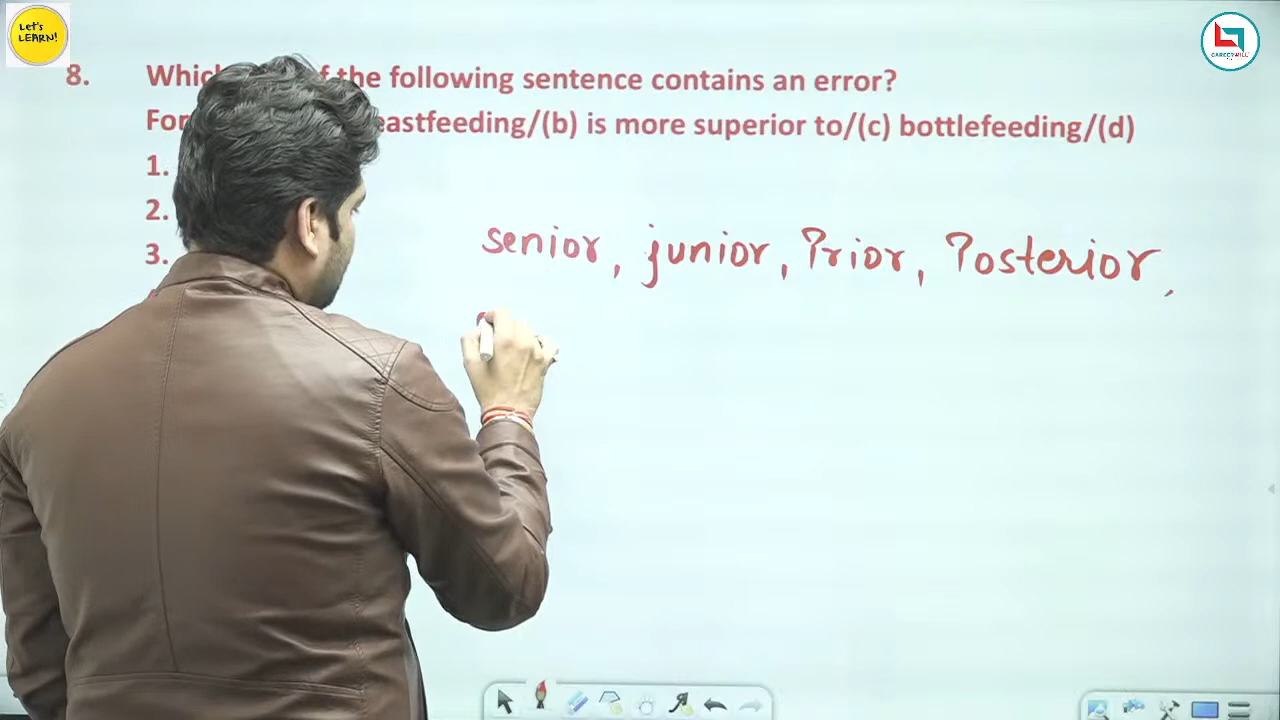 Let's
LEARN!
CAREERWILL
8. Which of the following sentence contains an error?
For /(b) is more superior to/(c) bottlefeeding/(d)
1.
2.
3.
senior, junior, Prior, Posterior,